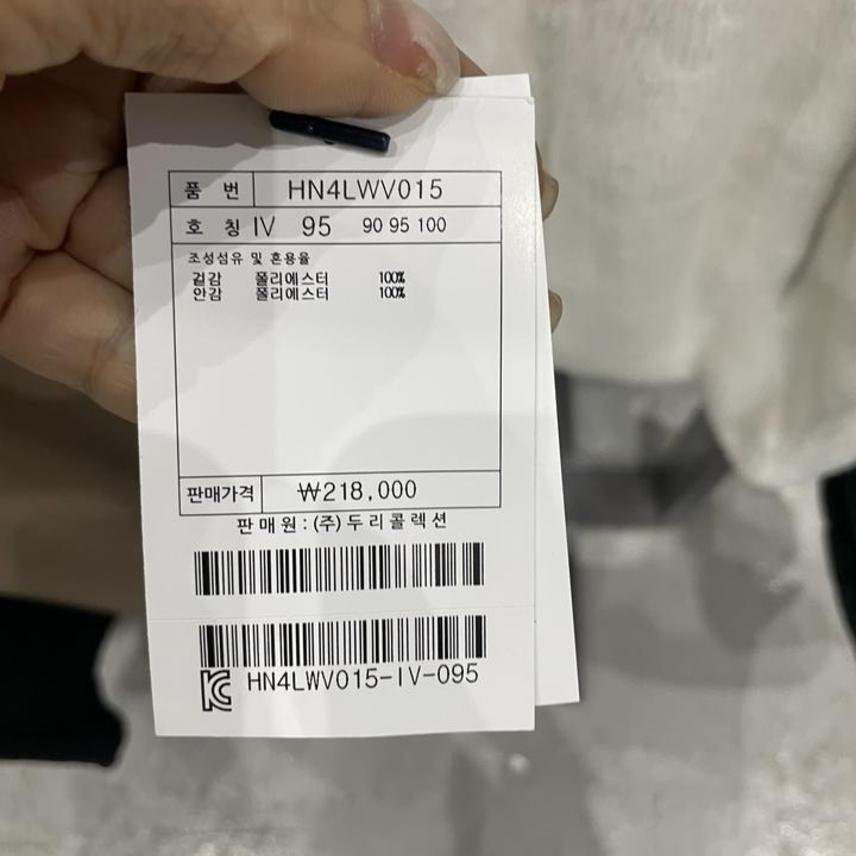 품 번 HN4LWV015
호 칭 IV 95 90 95 100
조성섬유 및 혼용율
겉감 폴리에스터 100%
안감 폴리에스터 100%
판매가격 ₩218,000
판매원:(주)두리콜렉션
HN4LWV015-IV-095